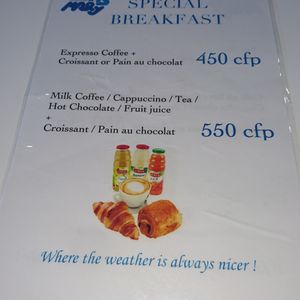 SPECIAL
BREAKFAST
Expresso Coffee +
Croissant or Pain au chocolat 450 cfp
Milk Coffee / Cappuccino / Tea /
Hot Chocolate / Fruit juice
+
Croissant / Pain au chocolat 550 cfp
Where the weather is always nicer !